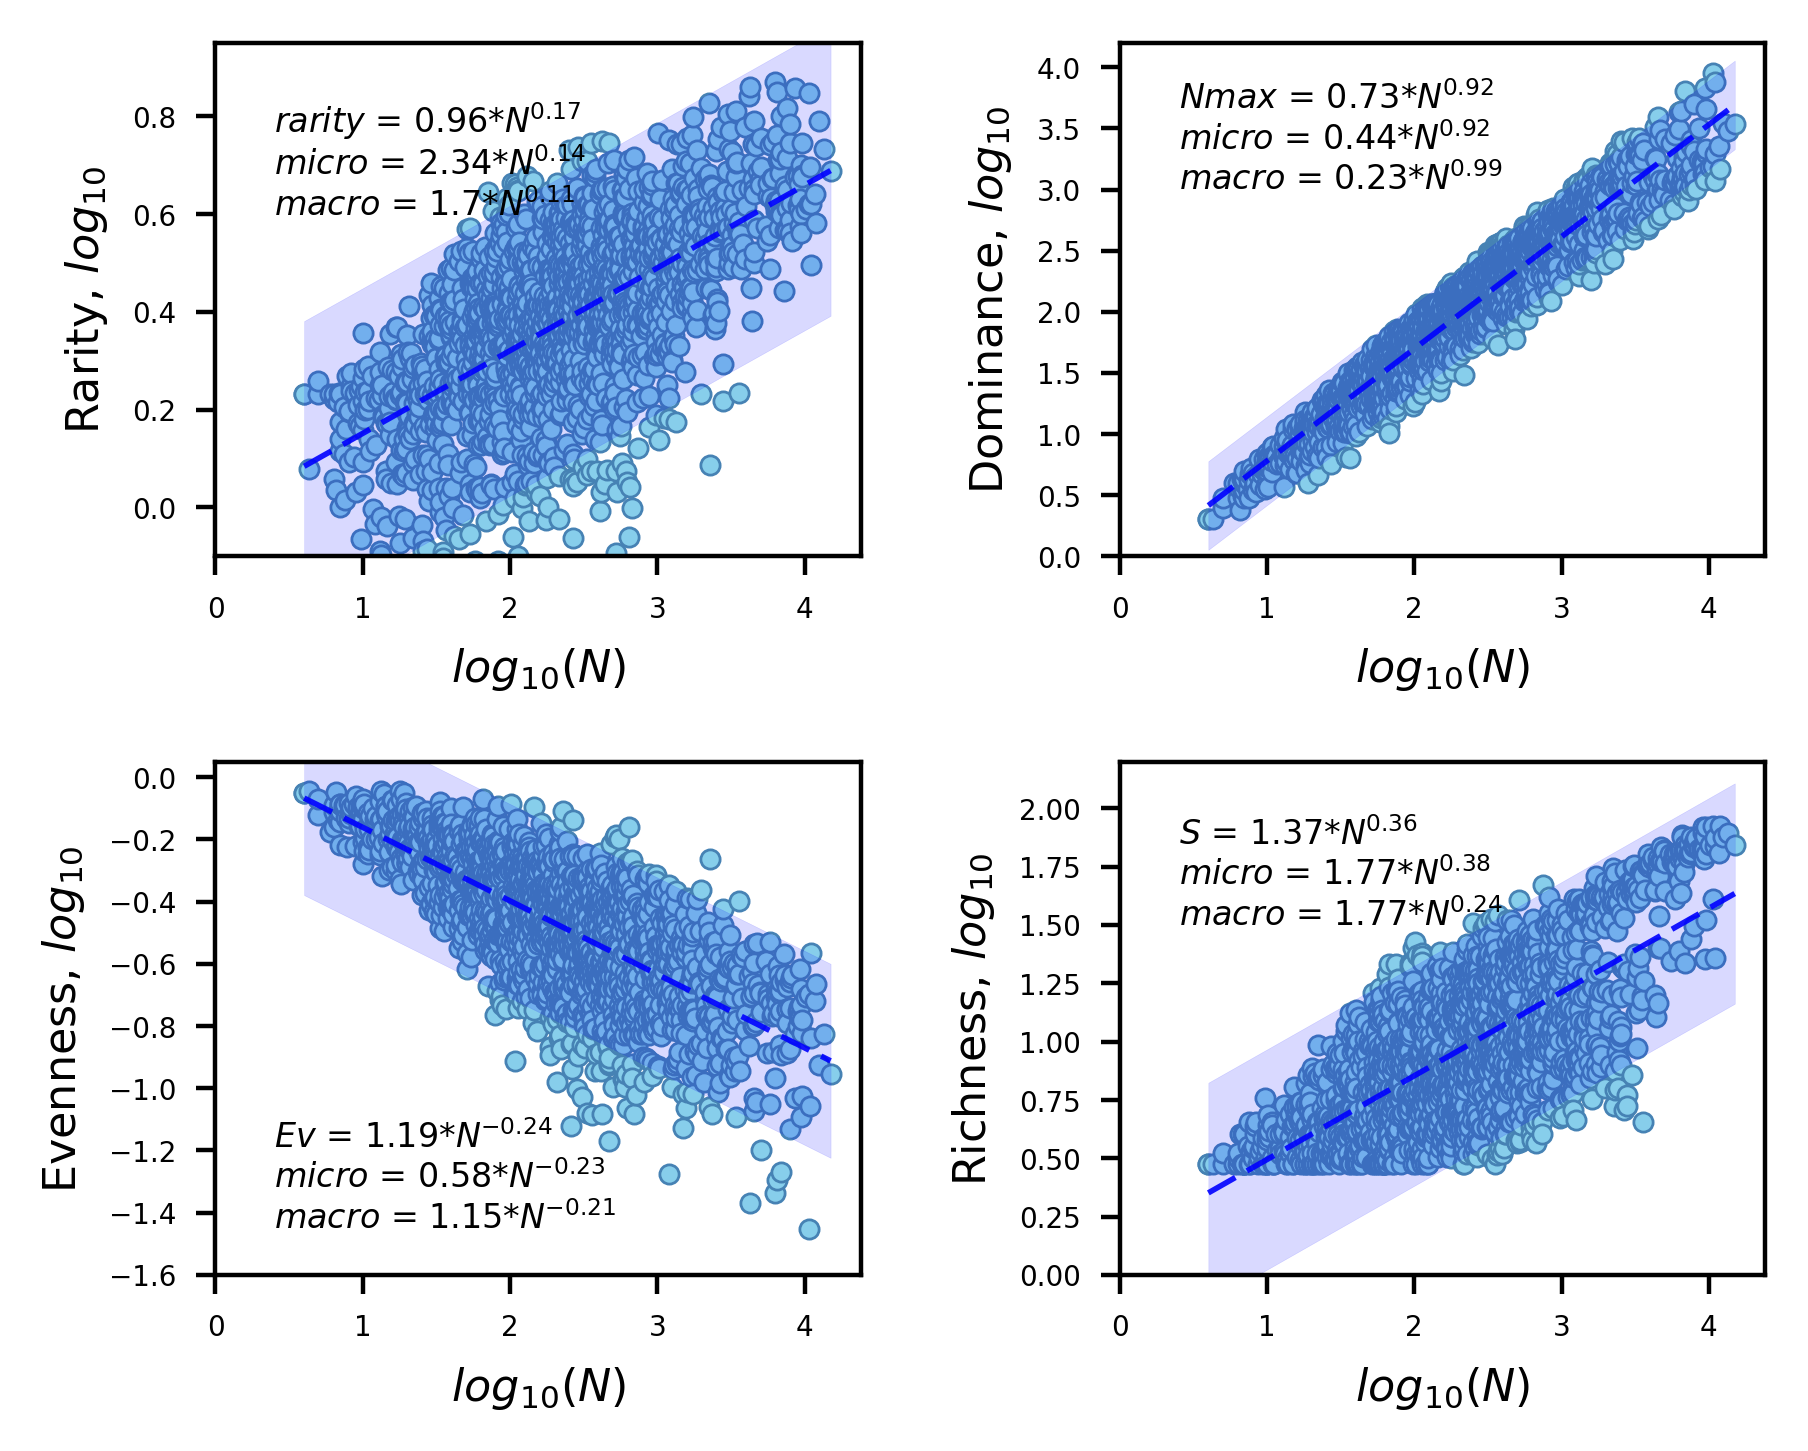 rarity = 0.96*N^0.17
micro = 2.34*N^0.14
macro = 1.7*N^0.11
Rarity, log₁₀
0.8
0.6
0.4
0.2
0.0
0 1 2 3 4
log₁₀(N)
Nmax = 0.73*N^0.92
micro = 0.44*N^0.92
macro = 0.23*N^0.99
Dominance, log₁₀
4.0
3.5
3.0
2.5
2.0
1.5
1.0
0.5
0.0
0 1 2 3 4
log₁₀(N)
Evenness, log₁₀
0.0
−0.2
−0.4
−0.6
−0.8
−1.0
−1.2
−1.4
−1.6
Ev = 1.19*N^−0.24
micro = 0.58*N^−0.23
macro = 1.15*N^−0.21
0 1 2 3 4
log₁₀(N)
S = 1.37*N^0.36
micro = 1.77*N^0.38
macro = 1.77*N^0.24
Richness, log₁₀
2.00
1.75
1.50
1.25
1.00
0.75
0.50
0.25
0.00
0 1 2 3 4
log₁₀(N)